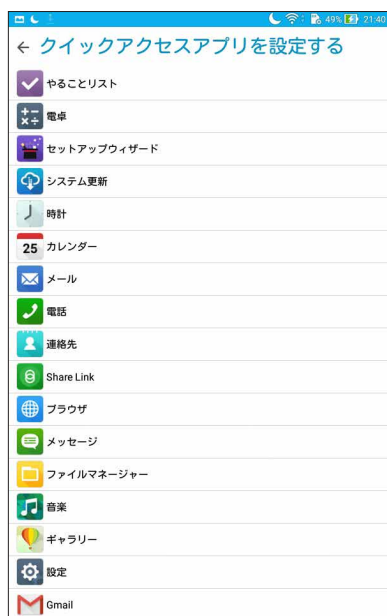 49% 21:40
クイックアクセスアプリを設定する
やることリスト
電卓
セットアップウィザード
システム更新
時計
25 カレンダー
メール
電話
連絡先
Share Link
ブラウザ
メッセージ
ファイルマネージャー
音楽
ギャラリー
設定
Gmail